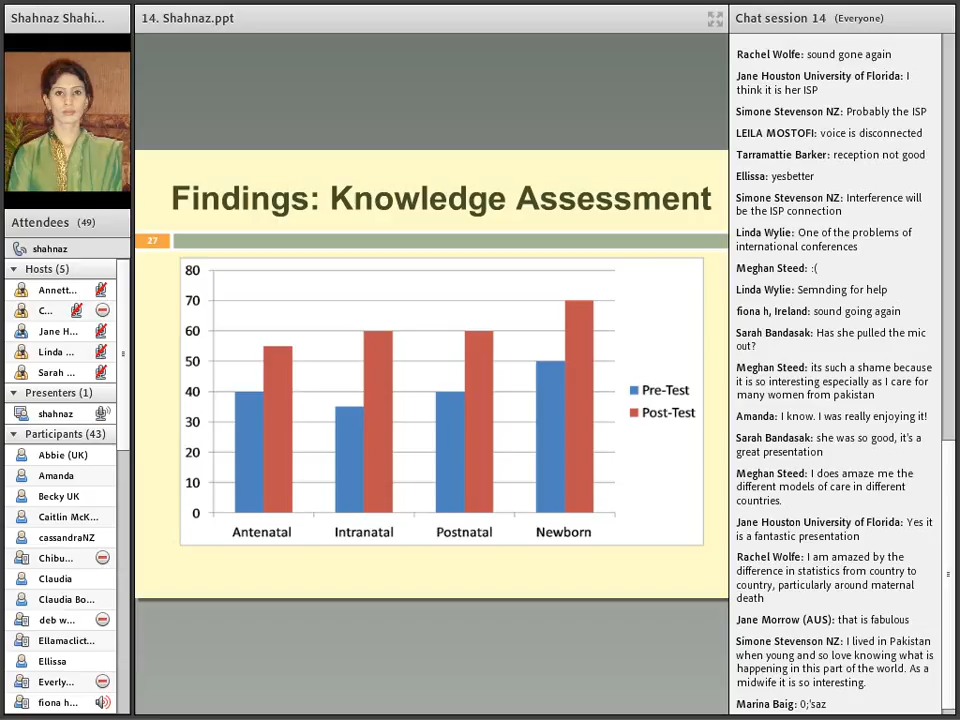 Shahnaz Shahi...
14. Shahnaz.ppt
Chat session 14 (Everyone)
Attendees (49)
shahnaz
Hosts (5)
Annett...
C...
Jane H...
Linda ...
Sarah ...
Presenters (1)
shahnaz
Participants (43)
Abbie (UK)
Amanda
Becky UK
Caitlin McK...
cassandraNZ
Chibu...
Claudia
Claudia Bo...
deb w...
Ellamaclict...
Ellissa
Everly...
fiona h...
Findings: Knowledge Assessment
27
80
70
60
50
40
30
20
10
0
Antenatal Intranatal Postnatal Newborn
Pre-Test
Post-Test
Rachel Wolfe: sound gone again
Jane Houston University of Florida: I
think it is her ISP
Simone Stevenson NZ: Probably the ISP
LEILA MOSTOFI: voice is disconnected
Tarramattie Barker: reception not good
Ellissa: yesbetter
Simone Stevenson NZ: Interference will
be the ISP connection
Linda Wylie: One of the problems of
international conferences
Meghan Steed: :(
Linda Wylie: Semnding for help
fiona h, Ireland: sound going again
Sarah Bandasak: Has she pulled the mic
out?
Meghan Steed: its such a shame because
it is so interesting especially as I care for
many women from pakistan
Amanda: I know. I was really enjoying it!
Sarah Bandasak: she was so good, it's a
great presentation
Meghan Steed: I does amaze me the
different models of care in different
countries.
Jane Houston University of Florida: Yes it
is a fantastic presentation
Rachel Wolfe: I am amazed by the
difference in statistics from country to
country, particularly around maternal
death
Jane Morrow (AUS): that is fabulous
Simone Stevenson NZ: I lived in Pakistan
when young and so love knowing what is
happening in this part of the world. As a
midwife it is so interesting.
Marina Baig: 0;'saz